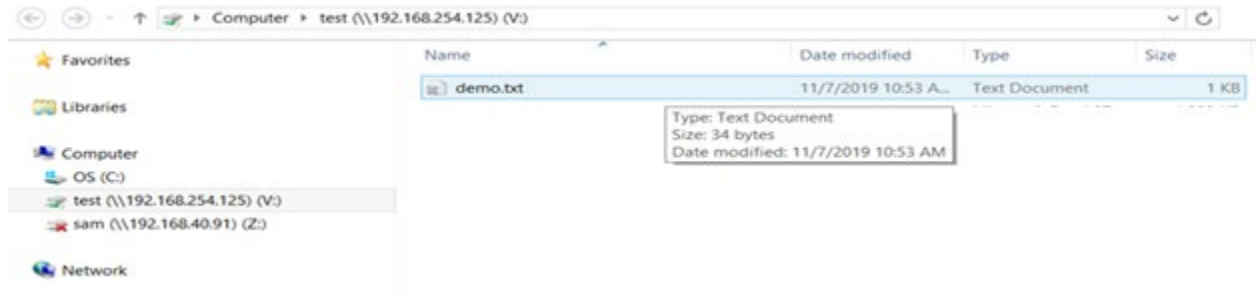 Computer ▸ test (\\192.168.254.125) (V:)
Favorites
Libraries
Computer
OS (C:)
test (\\192.168.254.125) (V:)
sam (\\192.168.40.91) (Z:)
Network
Name Date modified Type Size
demo.txt 11/7/2019 10:53 A... Text Document 1 KB
Type: Text Document
Size: 34 bytes
Date modified: 11/7/2019 10:53 AM